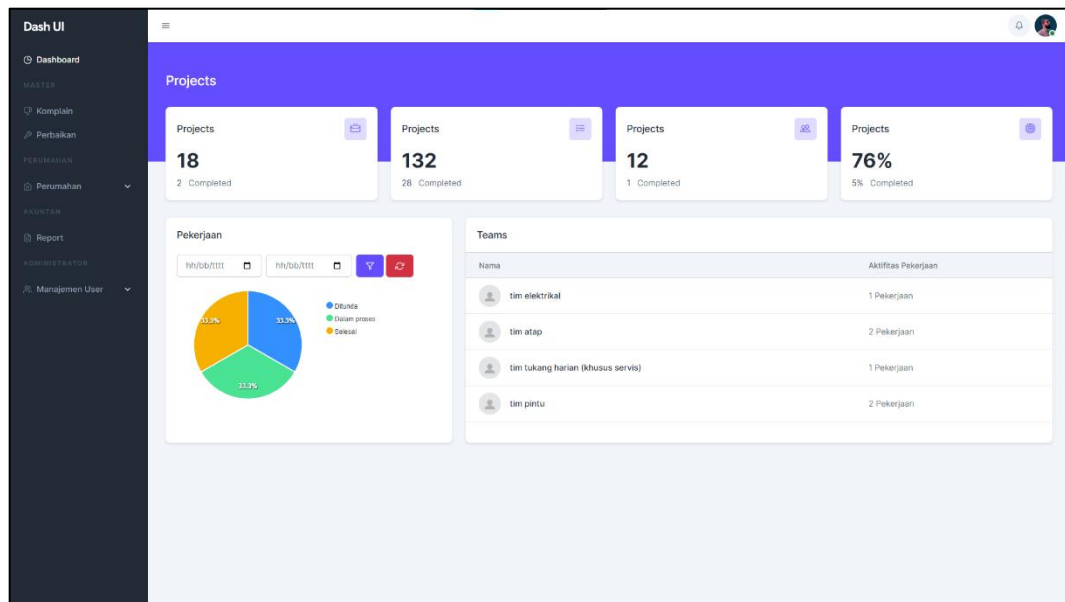 Dash UI
Dashboard
MASTER
Komplain
Perbaikan
PERUMAHAN
Perumahan
AKUNTAN
Report
ADMINISTRATOR
Manajemen User
Projects
Projects
18
2 Completed
Projects
132
28 Completed
Projects
12
1 Completed
Projects
76%
5% Completed
Pekerjaan
hh/bb/tttt
hh/bb/tttt
33.3%
33.3%
33.3%
Ditunda
Dalam proses
Selesai
Teams
Nama Aktifitas Pekerjaan
tim elektrikal 1 Pekerjaan
tim atap 2 Pekerjaan
tim tukang harian (khusus servis) 1 Pekerjaan
tim pintu 2 Pekerjaan